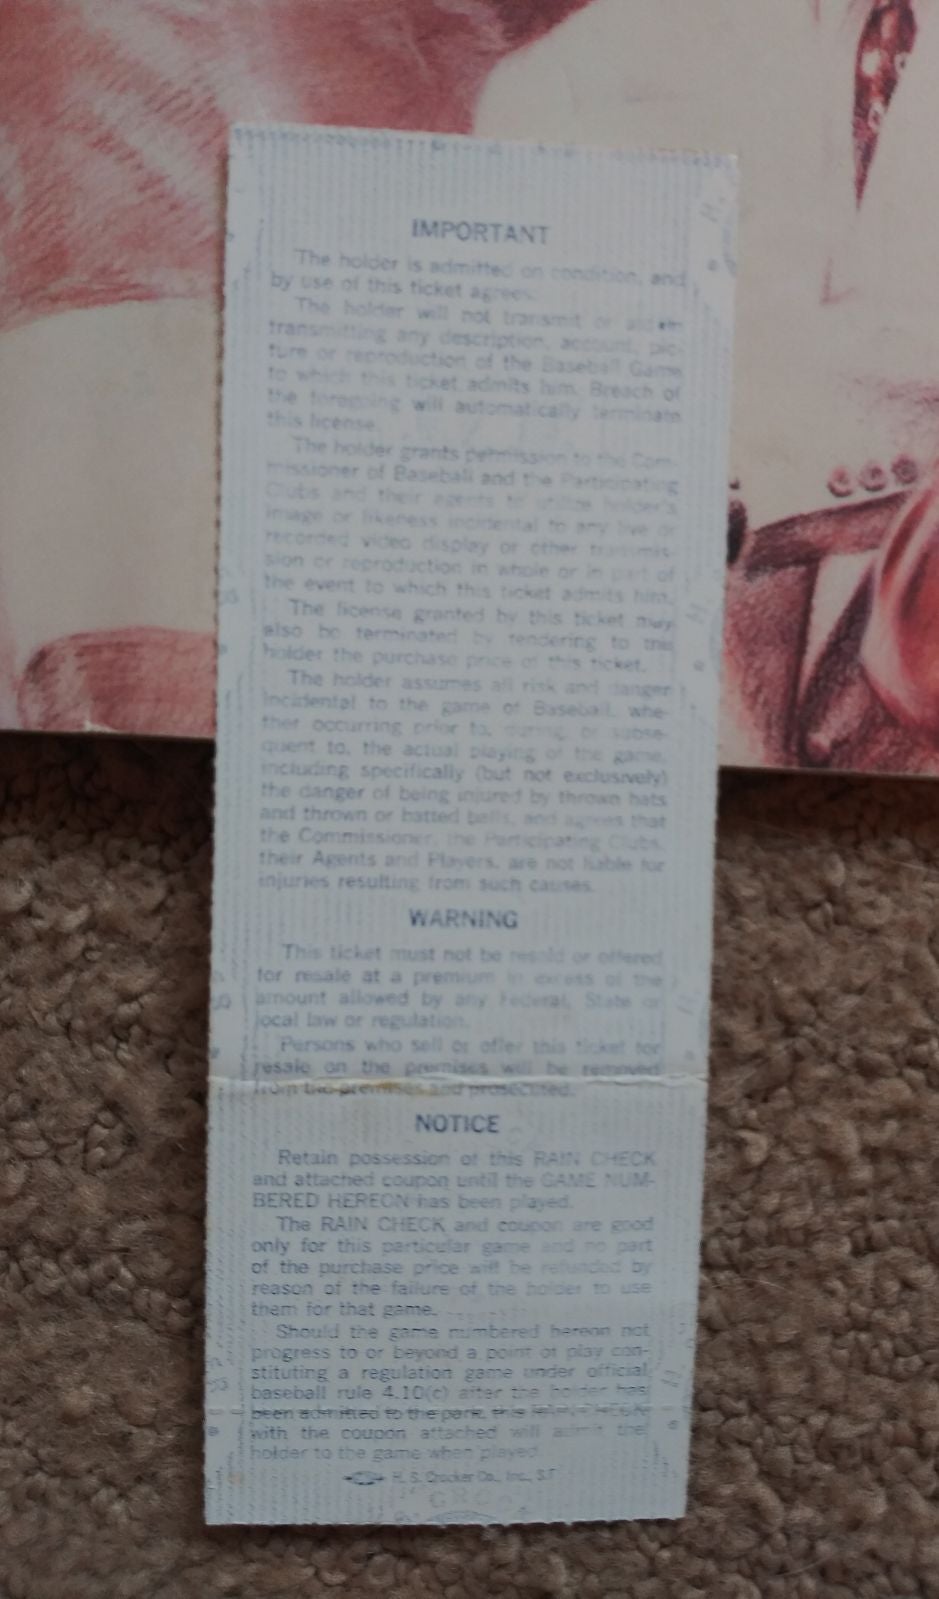 IMPORTANT
The holder is admitted on condition, and
by use of this ticket agrees:
The holder will not transmit or aid in
transmitting any description, account, pic-
ture or reproduction of the Baseball Game
to which this ticket admits him. Breach of
the foregoing will automatically terminate
this license.
The holder grants permission to the Com-
missioner of Baseball and the Participating
Clubs and their agents to utilize holder's
image or likeness incidental to any live or
recorded video display or other transmis-
sion or reproduction in whole or in part of
the event to which this ticket admits him.
The license granted by this ticket may
also be terminated by tendering to the
holder the purchase price of this ticket.
The holder assumes all risk and danger
incidental to the game of Baseball, whe-
ther occurring prior to, during, or subse-
quent to, the actual playing of the game,
including specifically (but not exclusively)
the danger of being injured by thrown bats
and thrown or batted balls, and agrees that
the Commissioner, the Participating Clubs,
their Agents and Players, are not liable for
injuries resulting from such causes.
WARNING
This ticket must not be resold or offered
for resale at a premium in excess of the
amount allowed by any Federal, State or
local law or regulation.
Persons who sell or offer this ticket for
resale on the premises will be removed
from the premises and prosecuted.
NOTICE
Retain possession of this RAIN CHECK
and attached coupon until the GAME NUM-
BERED HEREON has been played.
The RAIN CHECK and coupon are good
only for this particular game and no part
of the purchase price will be refunded by
reason of the failure of the holder to use
them for that game.
Should the game numbered hereon not
progress to or beyond a point of play con-
stituting a regulation game under official
baseball rule 4.10(c) after the holder has
been admitted to the park, this RAIN CHECK
with the coupon attached will admit the
holder to the game when played.
H. S. Crocker Co., Inc., S.F.